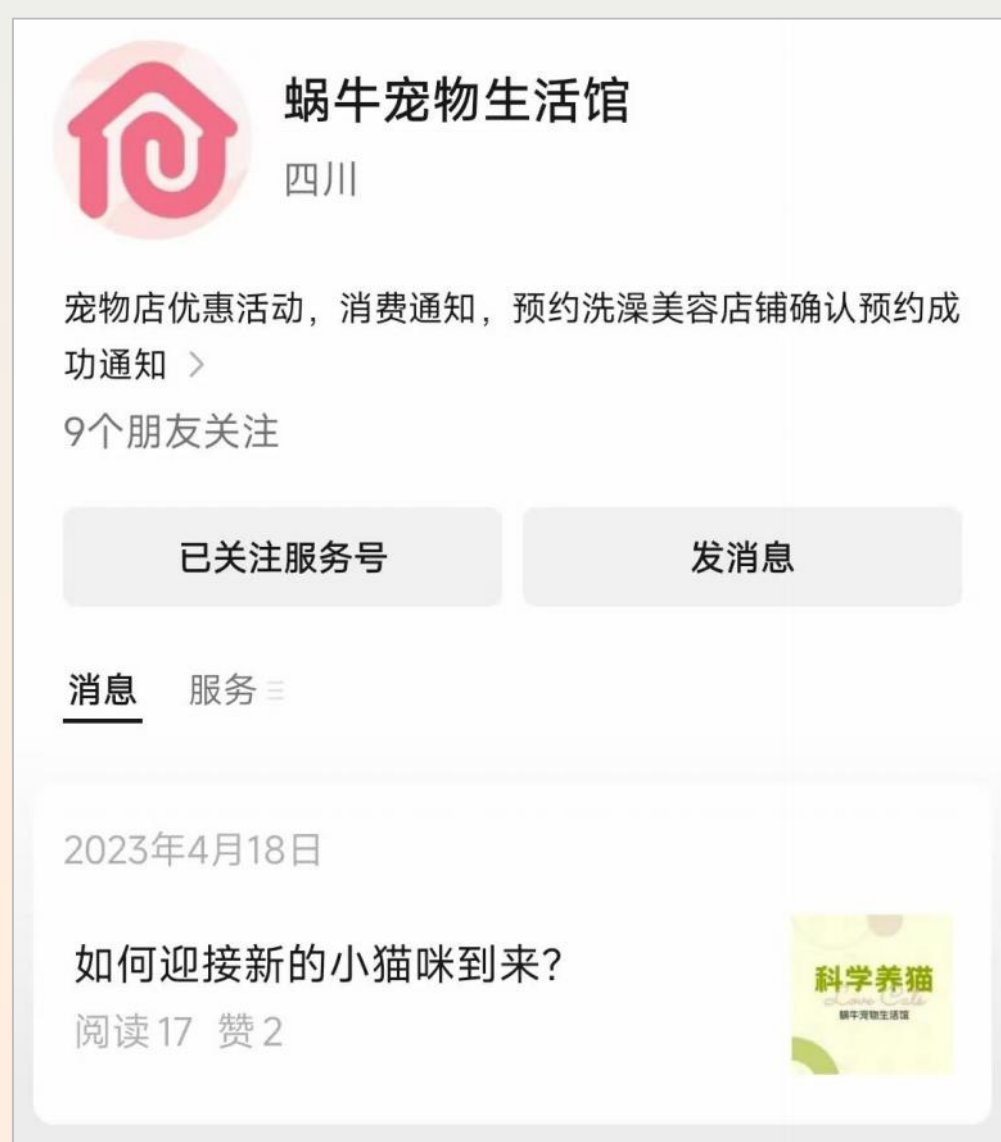 蜗牛宠物生活馆
四川
宠物店优惠活动，消费通知，预约洗澡美容店铺确认预约成
功通知
9个朋友关注
已关注服务号
发消息
消息
服务
2023年4月18日
如何迎接新的小猫咪到来?
阅读17 赞2
科学养猫
Love Cats
蜗牛宠物生活馆